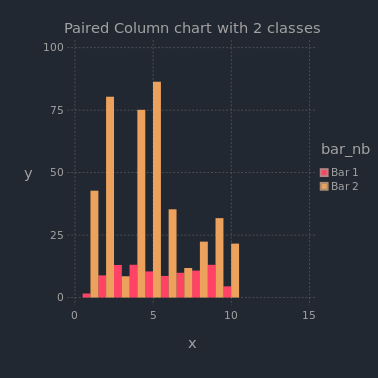 Paired Column chart with 2 classes
100
75
50
25
0
y
0 5 10 15
x
bar_nb
Bar 1
Bar 2